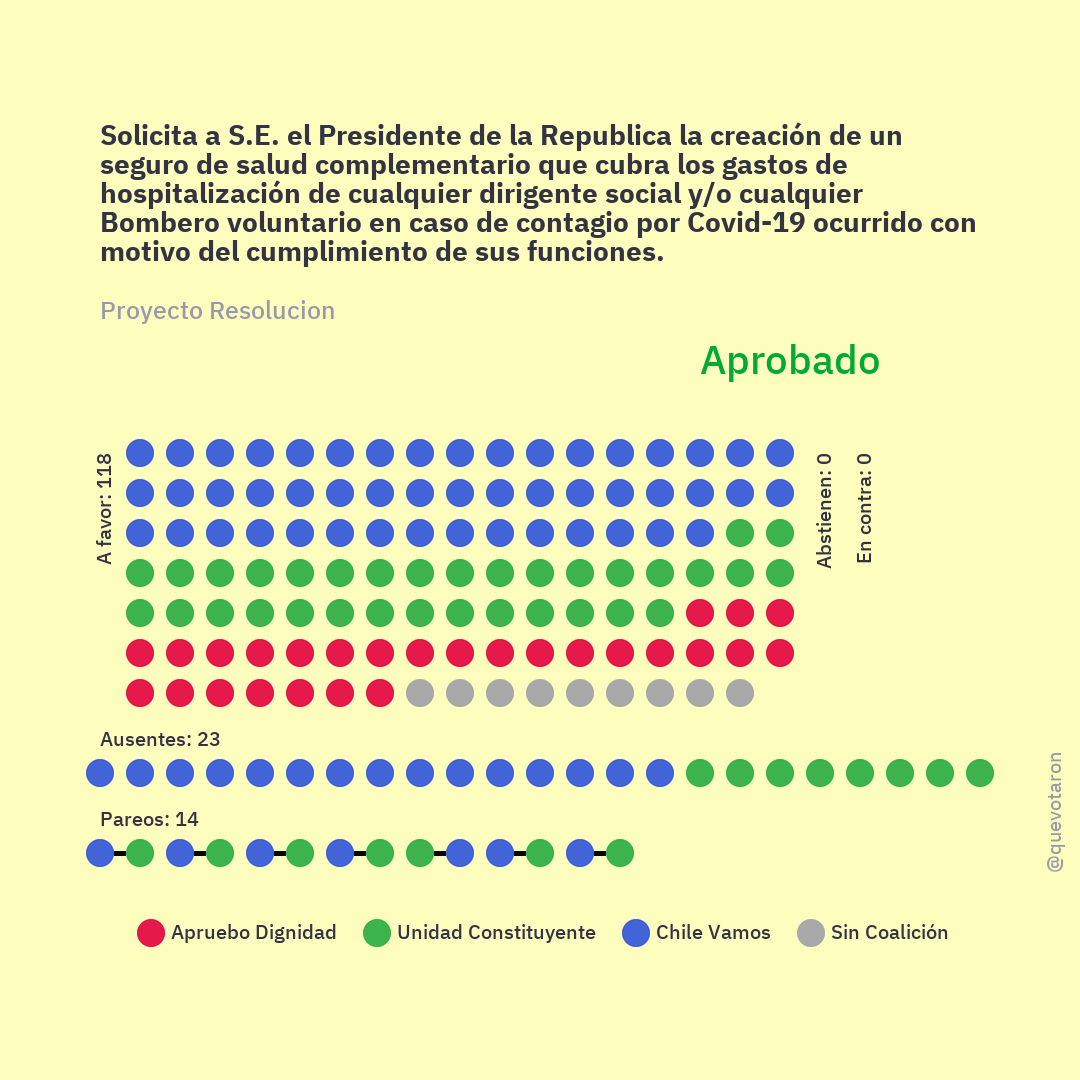 Solicita a S.E. el Presidente de la Republica la creación de un
seguro de salud complementario que cubra los gastos de
hospitalización de cualquier dirigente social y/o cualquier
Bombero voluntario en caso de contagio por Covid-19 ocurrido con
motivo del cumplimiento de sus funciones.
Proyecto Resolucion
Aprobado
A favor: 118
Abstienen: 0
En contra: 0
Ausentes: 23
Pareos: 14
@quevotaron
Apruebo Dignidad
Unidad Constituyente
Chile Vamos
Sin Coalición